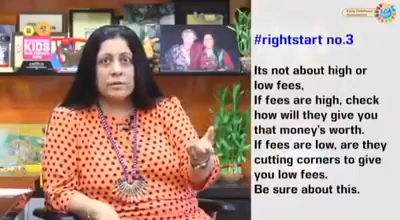 #rightstart no.3
Its not about high or
low fees,
If fees are high, check
how will they give you
that money's worth.
If fees are low, are they
cutting corners to give
you low fees.
Be sure about this.
KIDS